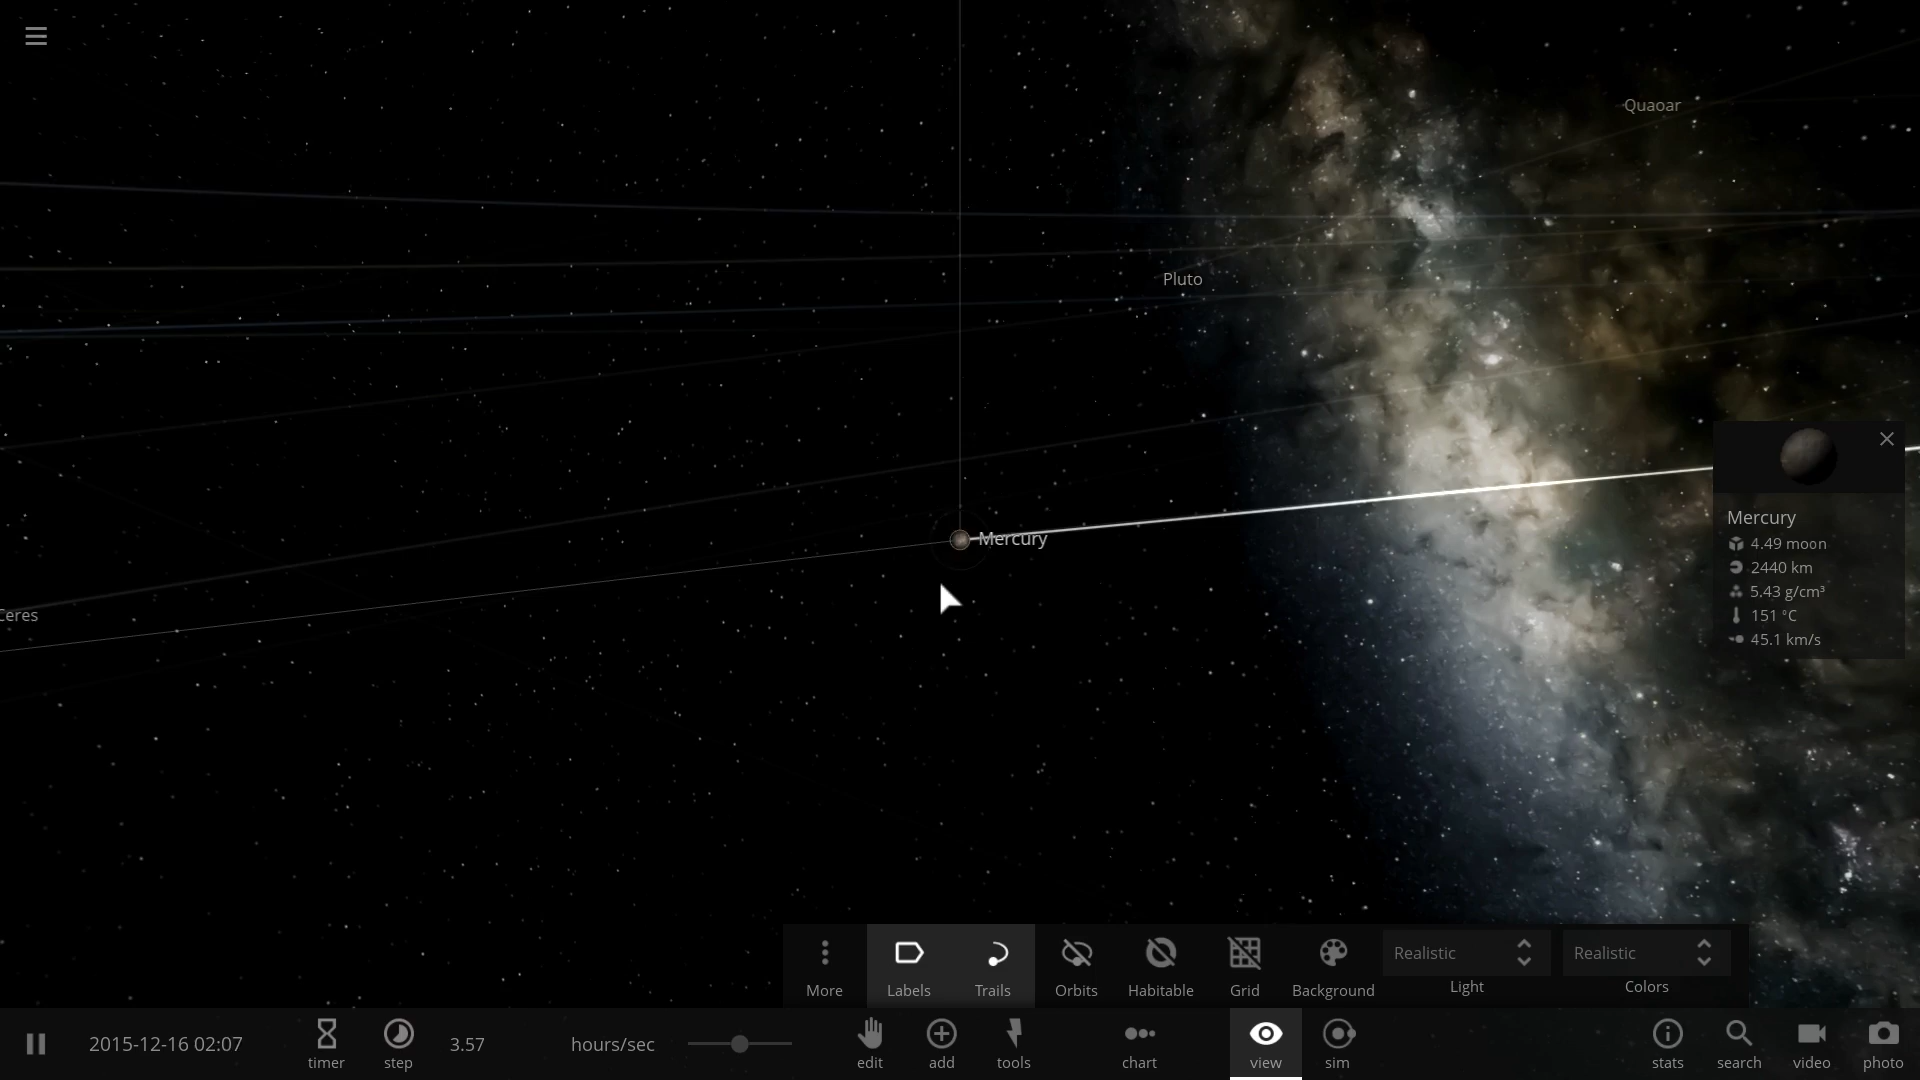 Quaoar
Pluto
Mercury
Ceres
Mercury
4.49 moon
2440 km
5.43 g/cm³
151 °C
45.1 km/s
More
Labels
Trails
Orbits
Habitable
Grid
Background
Realistic
Light
Realistic
Colors
2015-12-16 02:07
timer
step
3.57
hours/sec
edit
add
tools
chart
view
sim
stats
search
video
photo